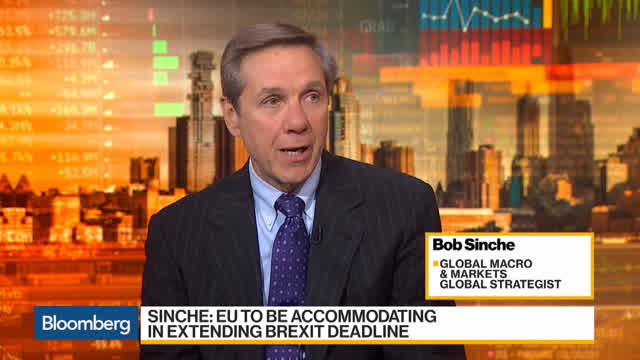 Bob Sinche
GLOBAL MACRO
& MARKETS
GLOBAL STRATEGIST
Bloomberg
SINCHE: EU TO BE ACCOMMODATING
IN EXTENDING BREXIT DEADLINE